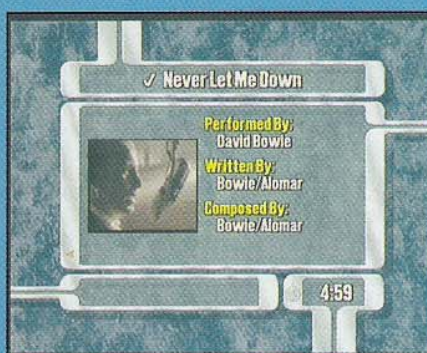 ✓ Never Let Me Down
Performed By:
David Bowie
Written By:
Bowie/Alomar
Composed By:
Bowie/Alomar
4:59